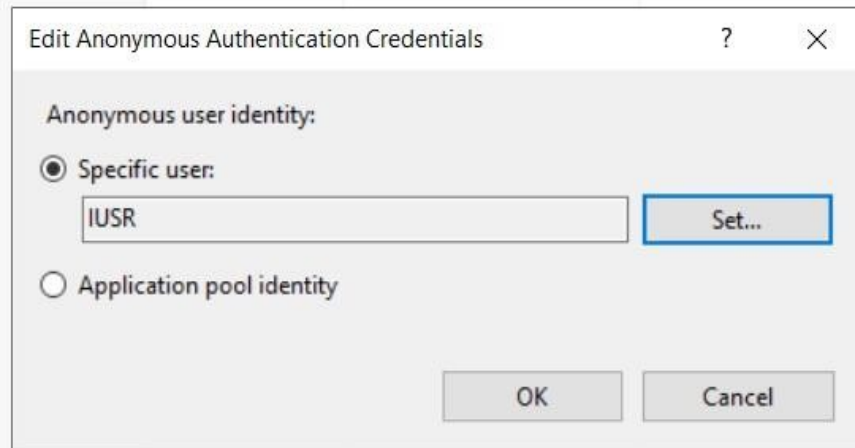 Edit Anonymous Authentication Credentials ?
Anonymous user identity:
Specific user:
IUSR Set...
Application pool identity
OK Cancel